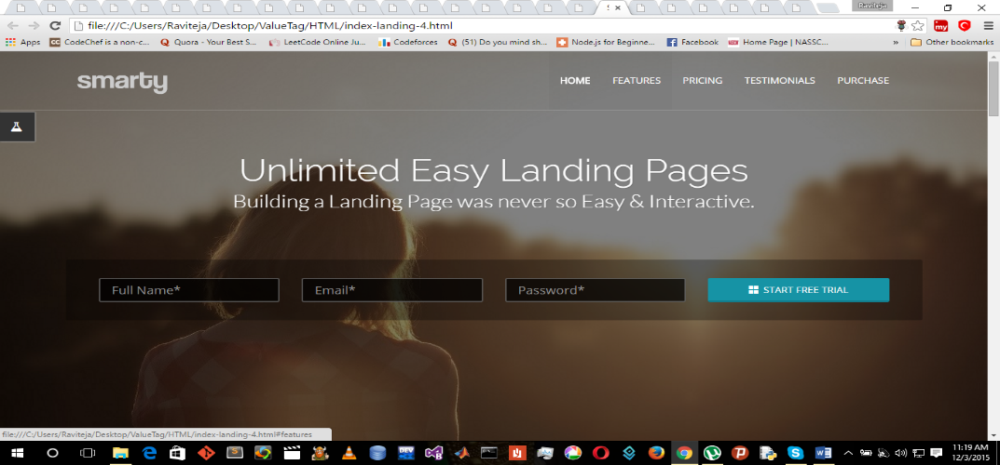 Raviteja
file:///C:/Users/Raviteja/Desktop/ValueTag/HTML/index-landing-4.html
Apps CodeChef is a non-c... Quora - Your Best S... LeetCode Online Ju... Codeforces (51) Do you mind sh... Node.js for Beginne... Facebook Home Page | NASSC... » Other bookmarks
smarty HOME FEATURES PRICING TESTIMONIALS PURCHASE
Unlimited Easy Landing Pages
Building a Landing Page was never so Easy & Interactive.
Full Name* Email* Password* START FREE TRIAL
file:///C:/Users/Raviteja/Desktop/ValueTag/HTML/index-landing-4.html#features
11:19 AM
12/3/2015